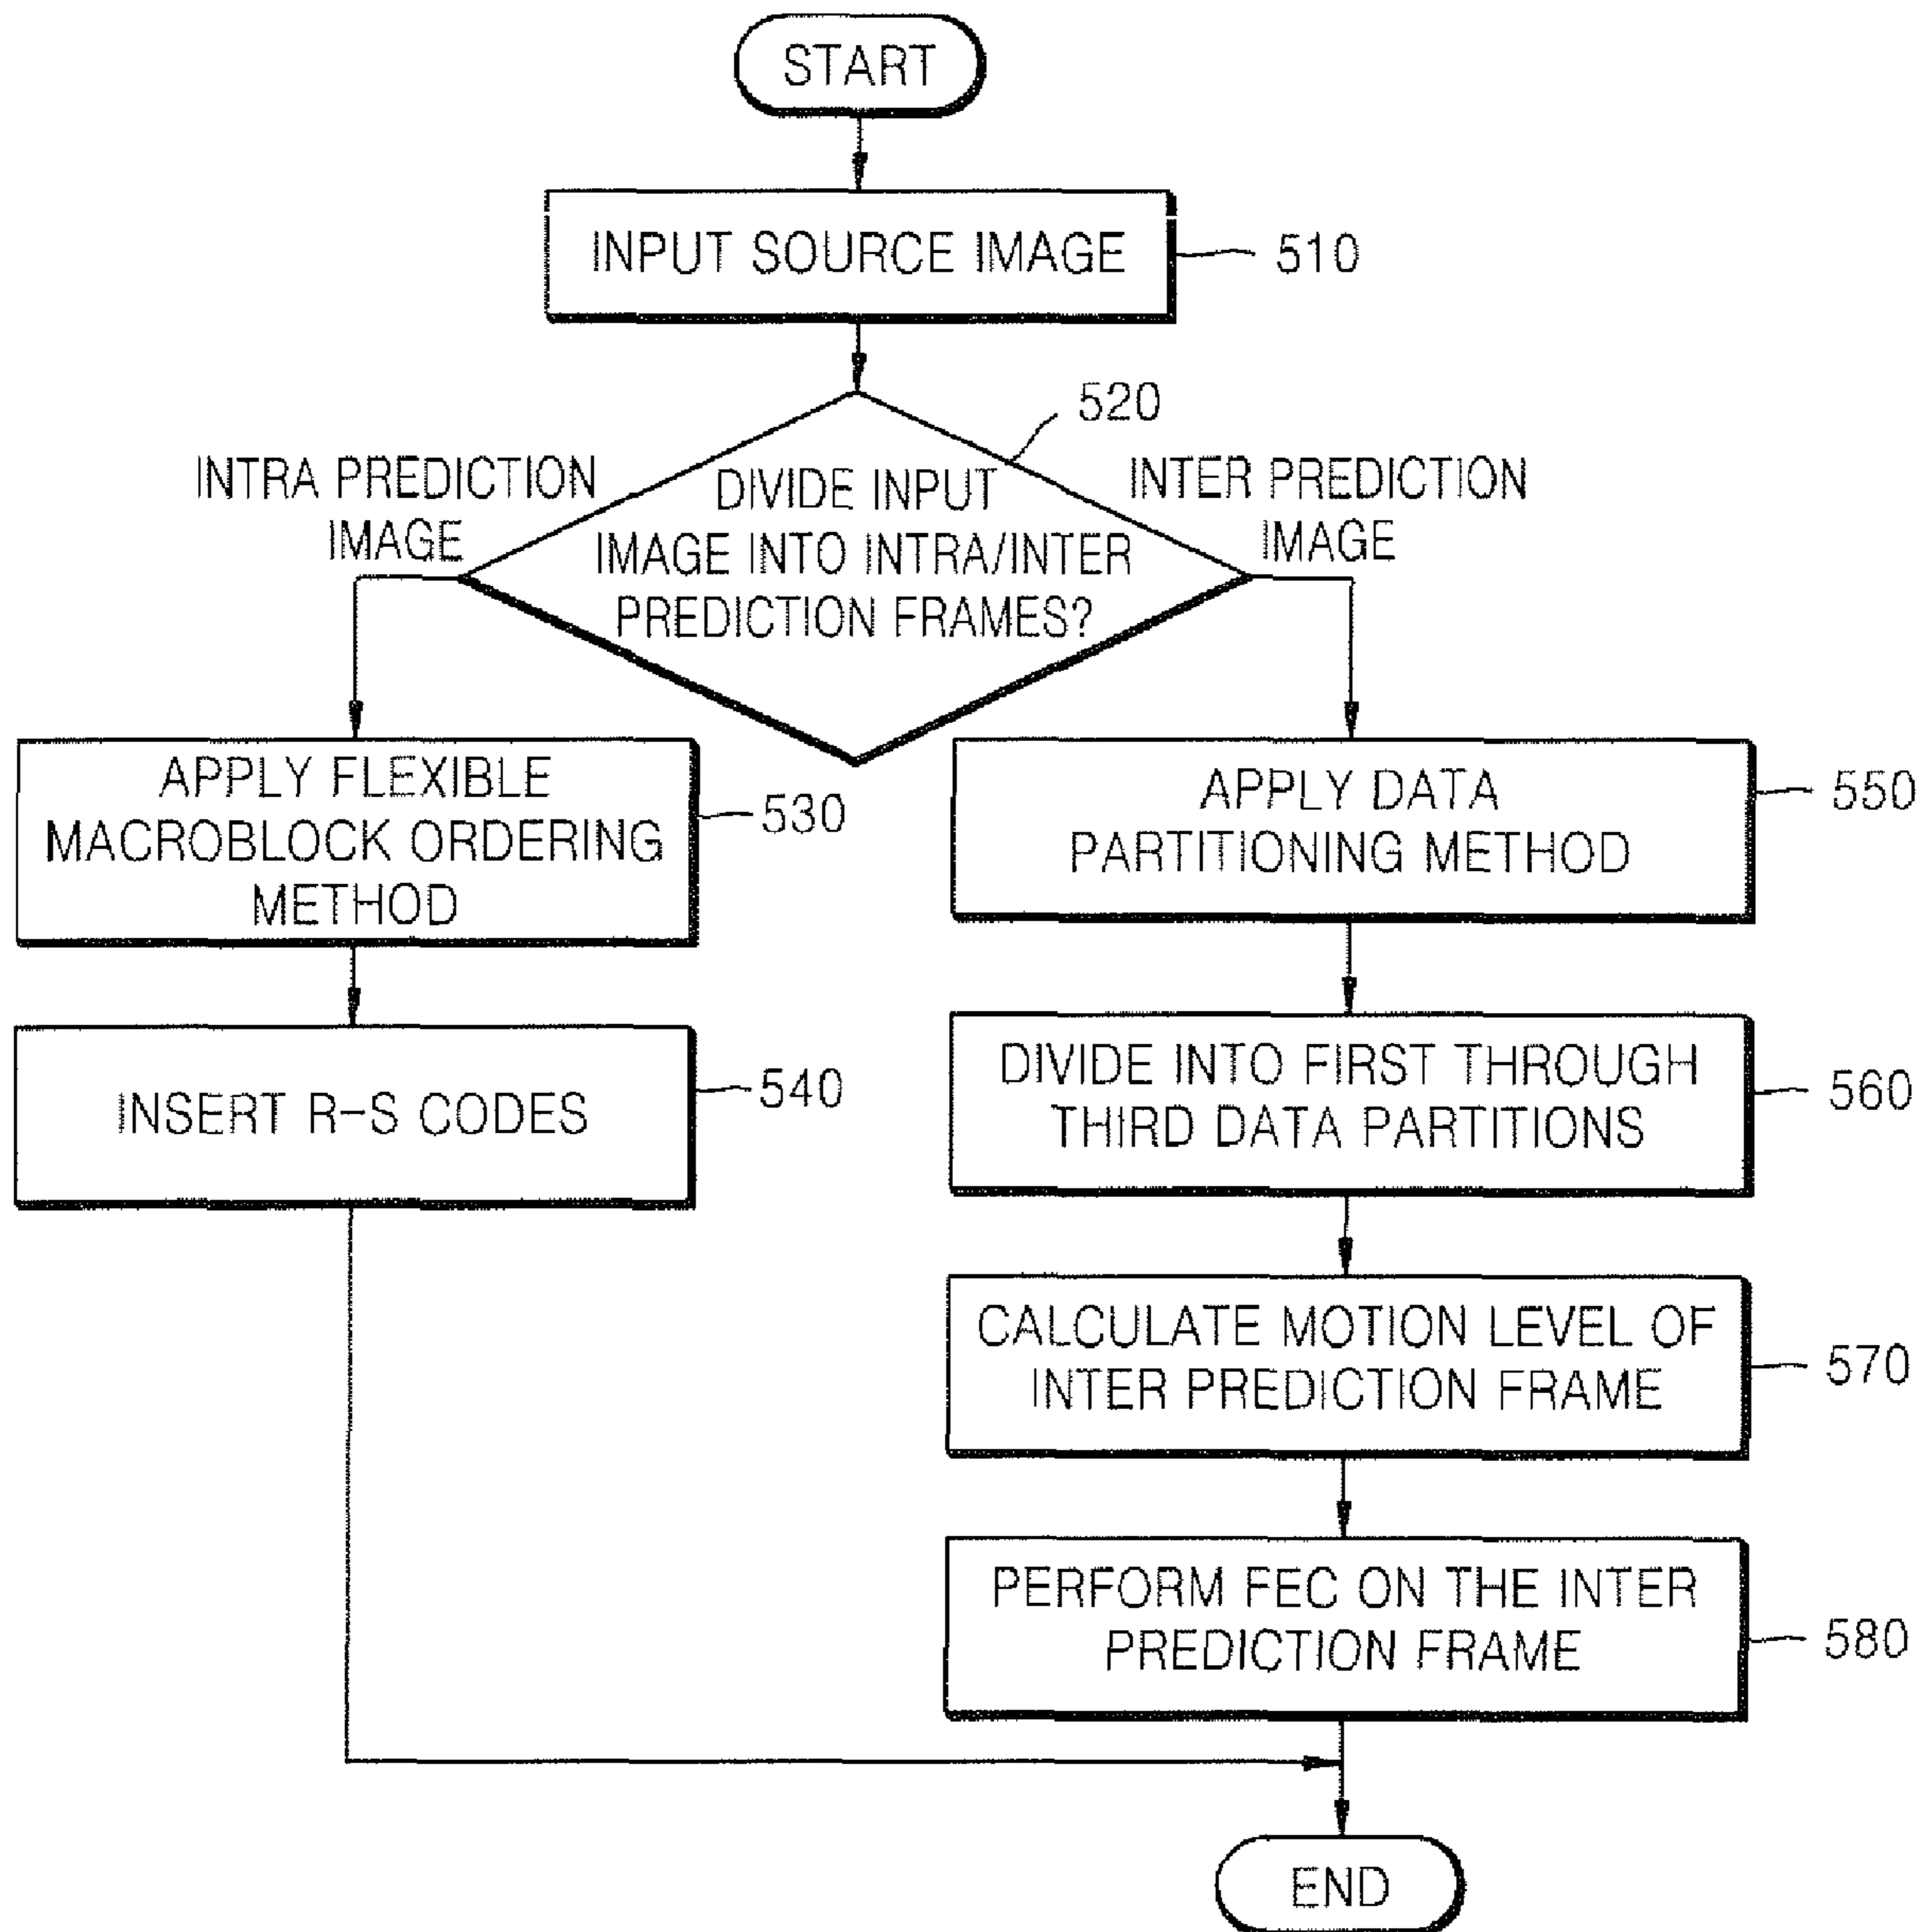 START
INPUT SOURCE IMAGE
510
520
INTRA PREDICTION
IMAGE
DIVIDE INPUT
IMAGE INTO INTRA/INTER
PREDICTION FRAMES?
INTER PREDICTION
IMAGE
APPLY FLEXIBLE
MACROBLOCK ORDERING
METHOD
530
INSERT R-S CODES
540
APPLY DATA
PARTITIONING METHOD
550
DIVIDE INTO FIRST THROUGH
THIRD DATA PARTITIONS
560
CALCULATE MOTION LEVEL OF
INTER PREDICTION FRAME
570
PERFORM FEC ON THE INTER
PREDICTION FRAME
580
END